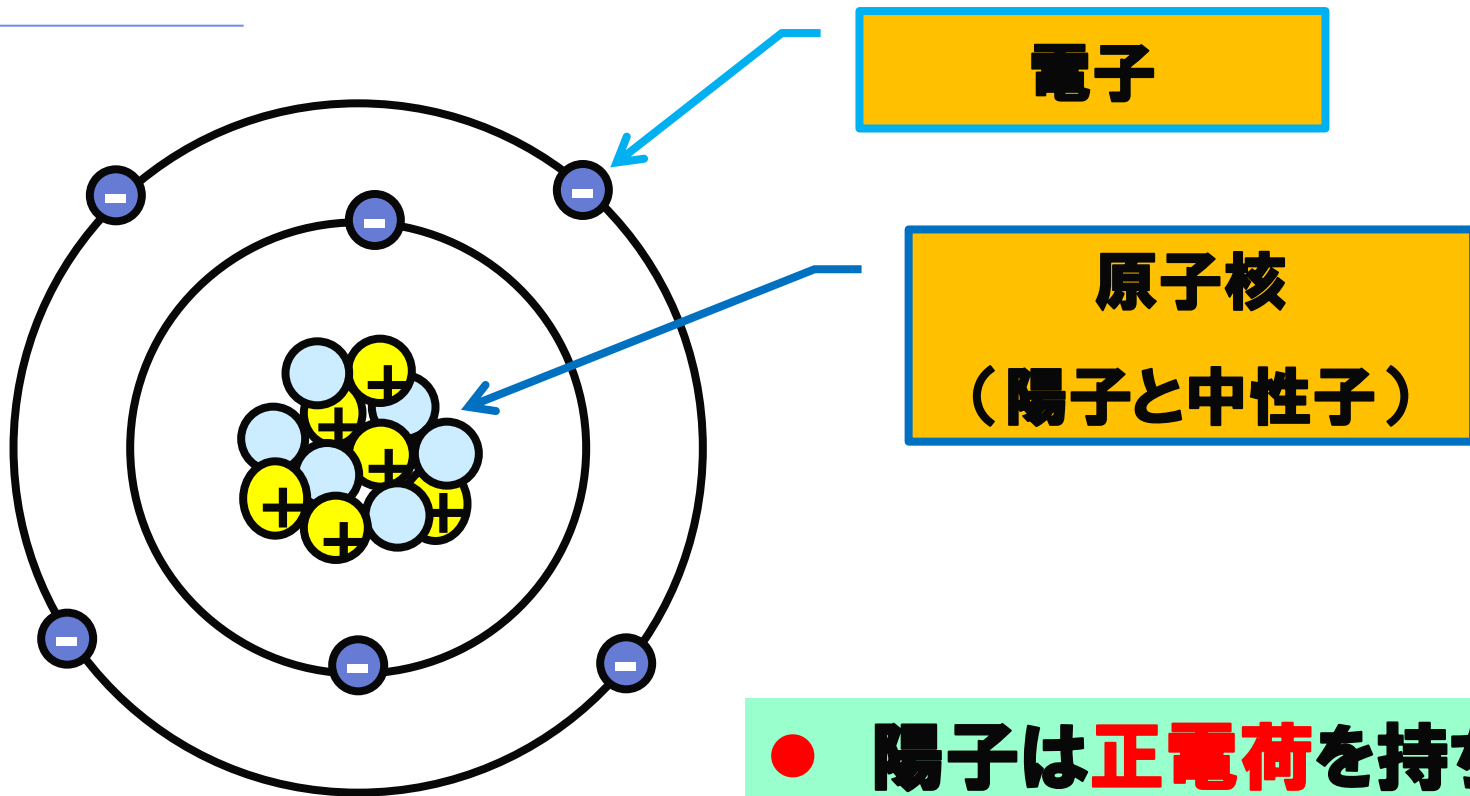 電子
原子核
（陽子と中性子）
- - -
+
+
+
+ +
+
- - -
● 陽子は正電荷を持